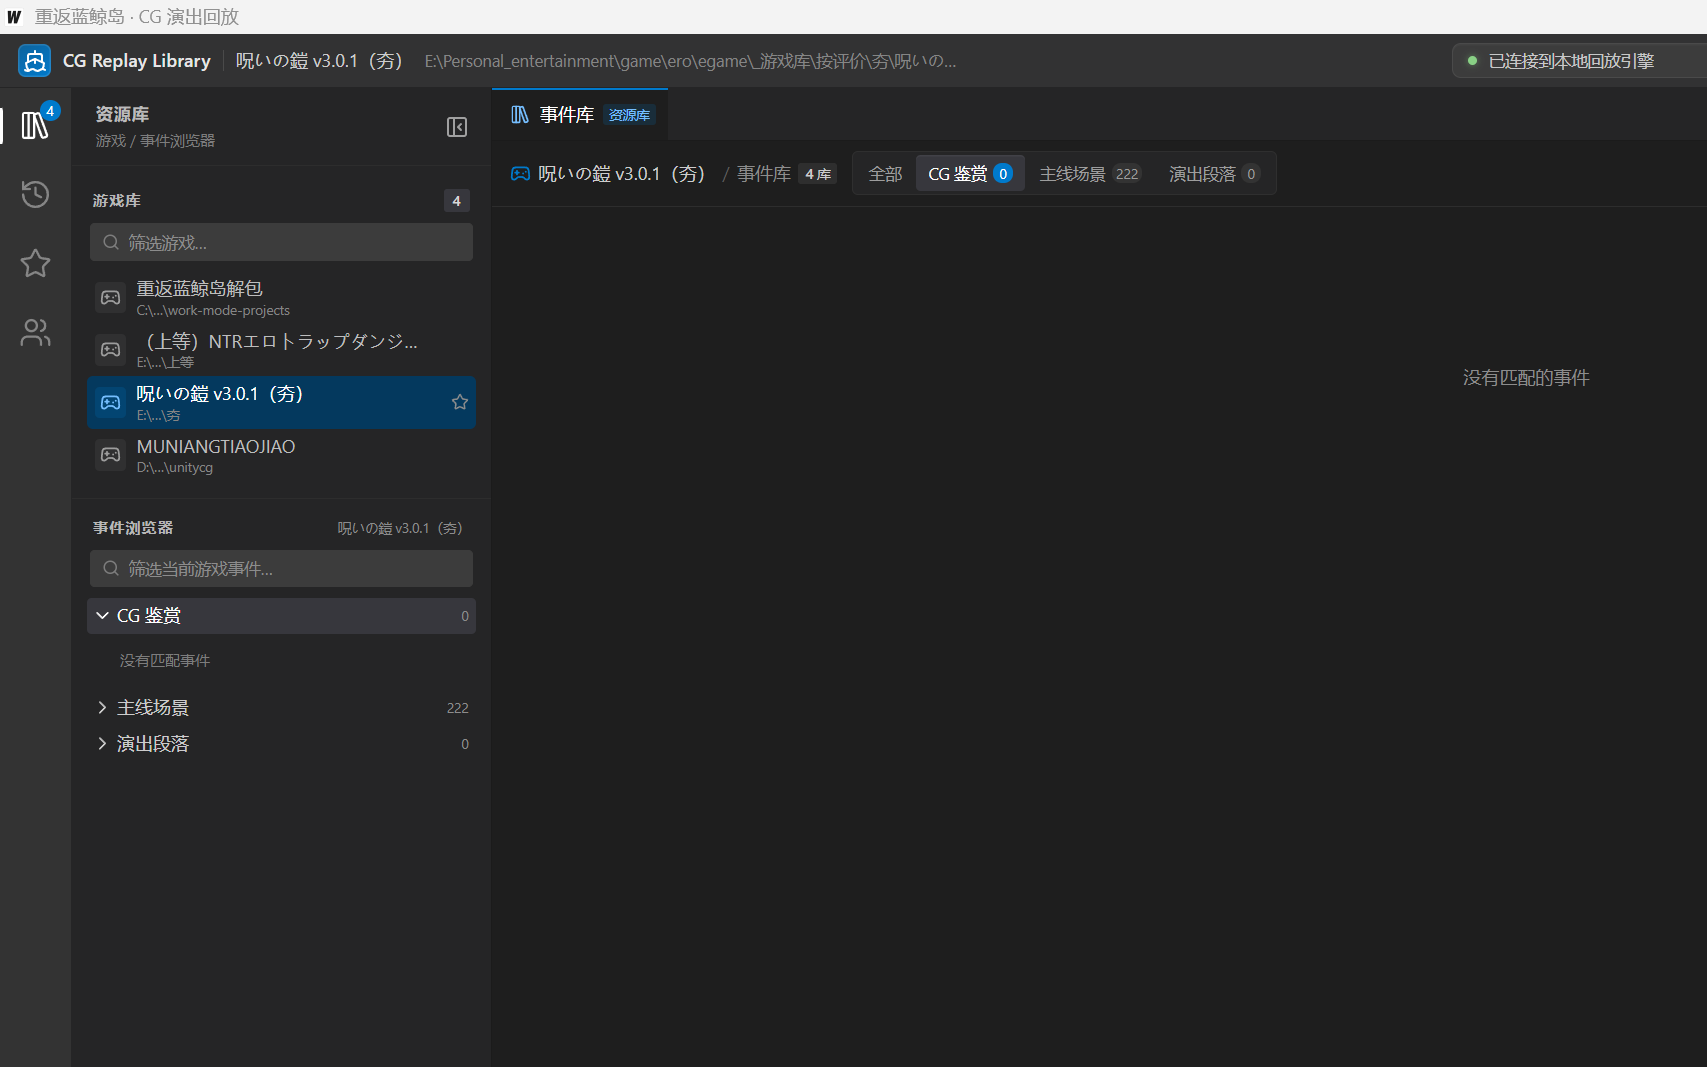 重返蓝鲸岛 · CG 演出回放
CG Replay Library
呪いの鎧 v3.0.1（夯）
E:\Personal_entertainment\game\ero\egame\_游戏库\按评价\夯\呪いの...
已连接到本地回放引擎
4
资源库
游戏 / 事件浏览器
游戏库
4
筛选游戏...
重返蓝鲸岛解包
C:\...\work-mode-projects
（上等）NTRエロトラップダンジ...
E:\...\上等
呪いの鎧 v3.0.1（夯）
E:\...\夯
MUNIANGTIAOJIAO
D:\...\unitycg
事件浏览器
呪いの鎧 v3.0.1（夯）
筛选当前游戏事件...
CG 鉴赏 0
没有匹配事件
主线场景 222
演出段落 0
事件库 资源库
呪いの鎧 v3.0.1（夯） / 事件库 4 库
全部 CG 鉴赏 0 主线场景 222 演出段落 0
没有匹配的事件